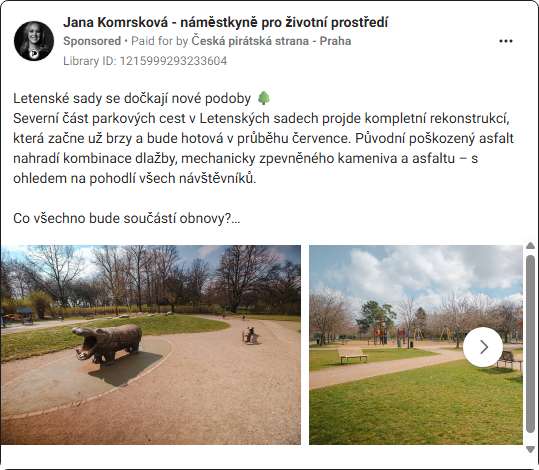 Jana Komrsková - náměstkyně pro životní prostředí
Sponsored • Paid for by Česká pirátská strana - Praha
Library ID: 1215999293233604
Letenské sady se dočkají nové podoby 🌳
Severní část parkových cest v Letenských sadech projde kompletní rekonstrukcí,
která začne už brzy a bude hotová v průběhu července. Původní poškozený asfalt
nahradí kombinace dlažby, mechanicky zpevněného kameniva a asfaltu – s
ohledem na pohodlí všech návštěvníků.
Co všechno bude součástí obnovy?...